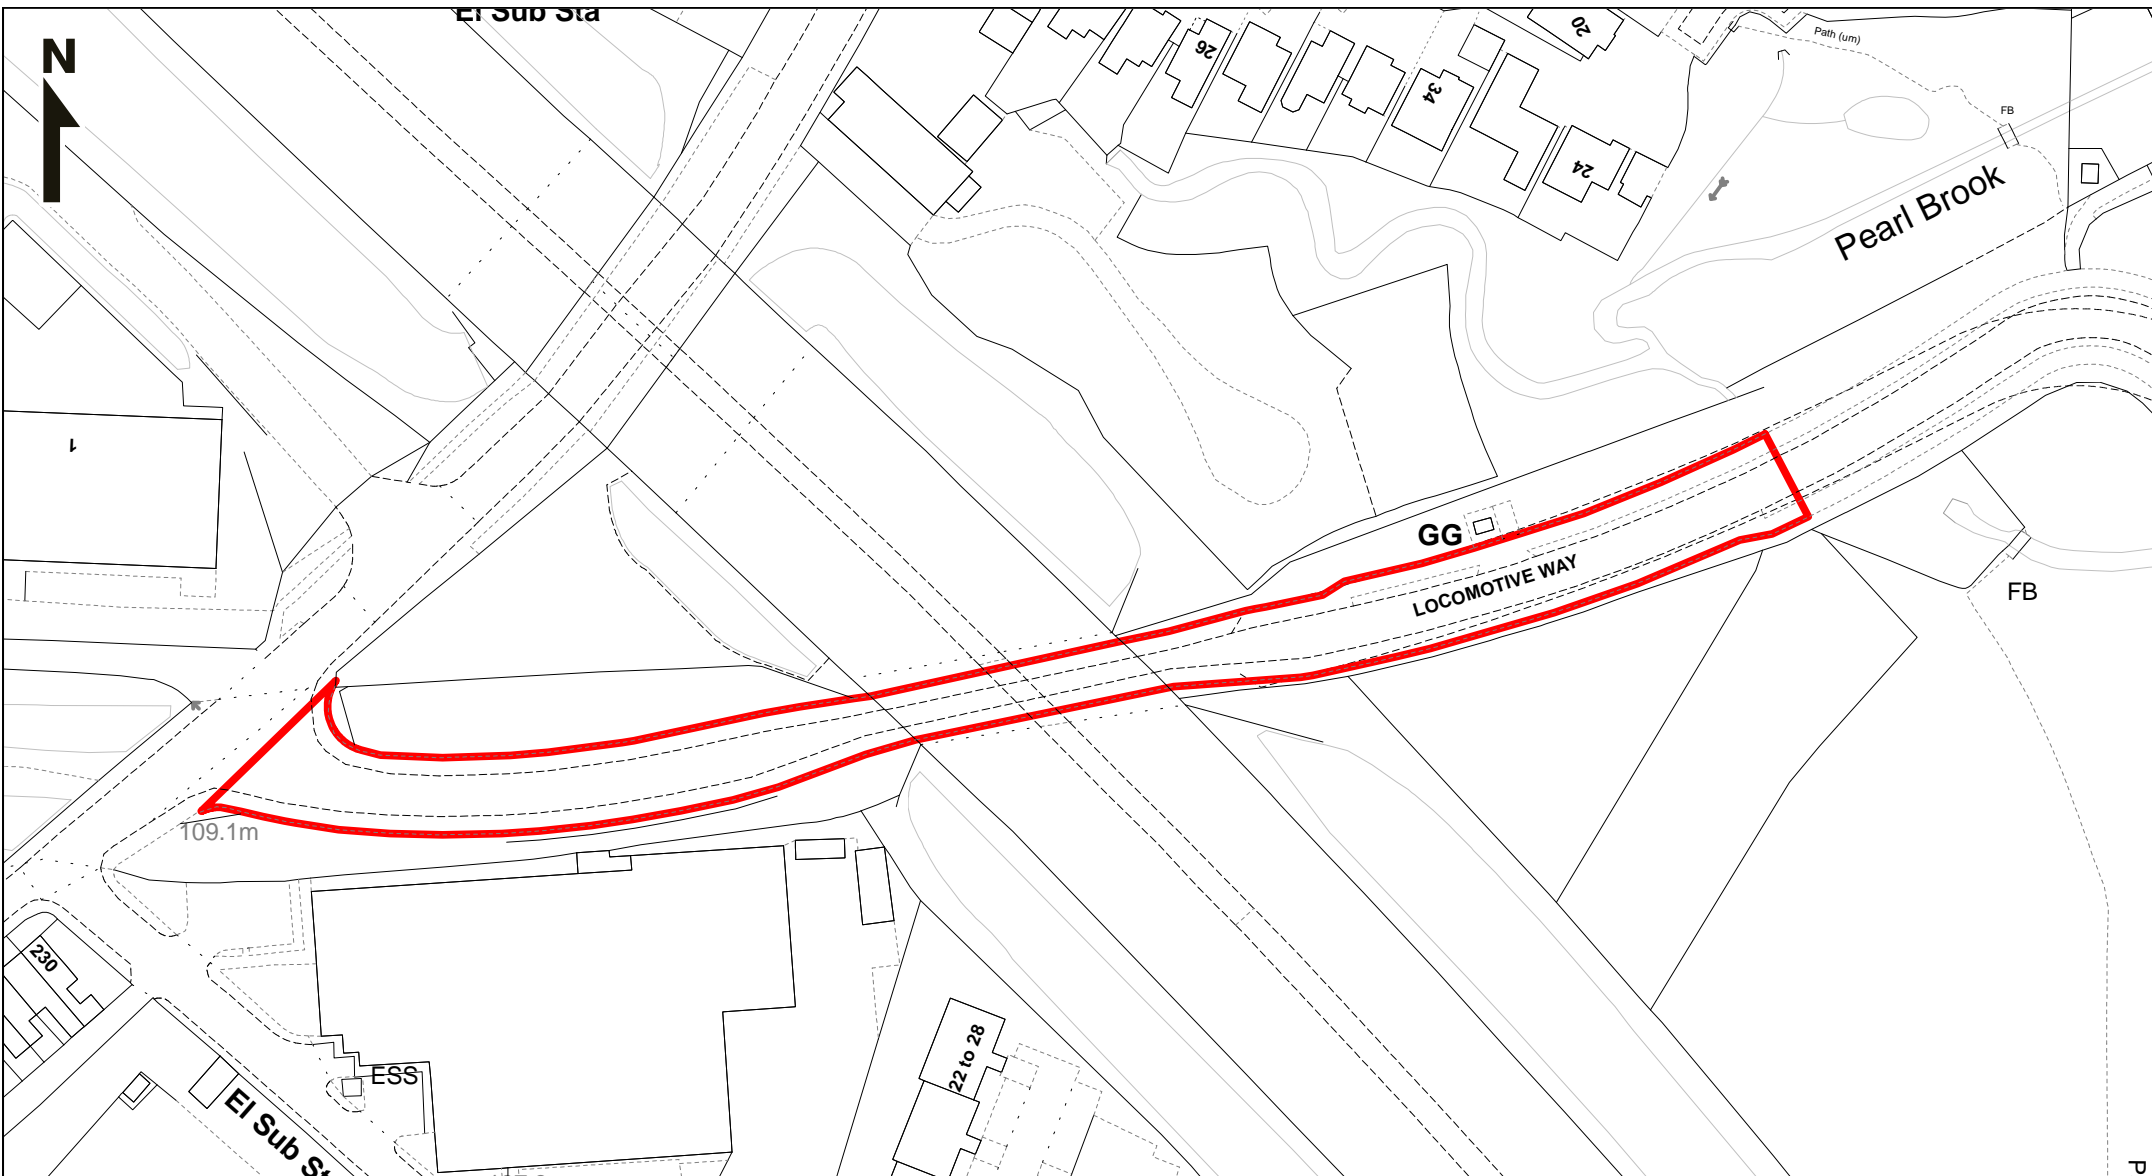 El Sub Sta
N
26
20
34
24
Path (um)
FB
Pearl Brook
1
GG
LOCOMOTIVE WAY
FB
109.1m
230
ESS
22 to 28
El Sub St
P